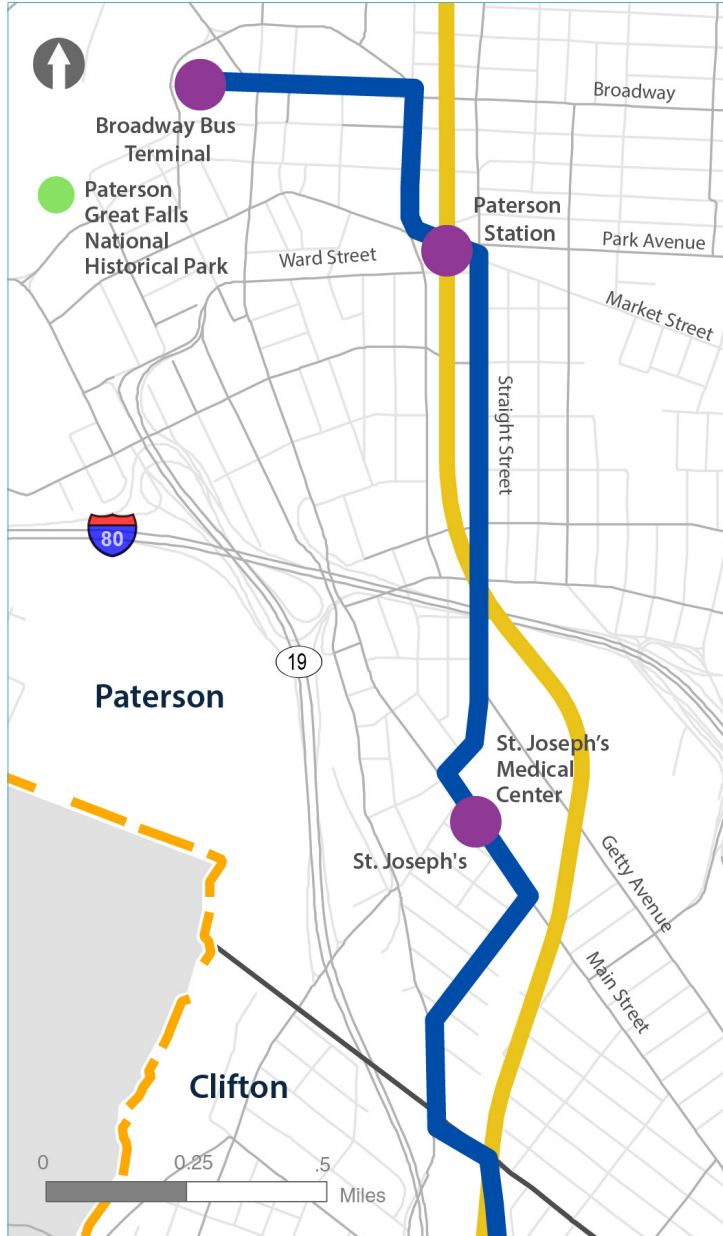 Broadway
Broadway Bus
Terminal
Paterson
Great Falls
National
Historical Park
Paterson
Station
Park Avenue
Ward Street
Market Street
Straight Street
80
19
Paterson
St. Joseph’s
Medical
Center
St. Joseph's
Getty Avenue
Main Street
Clifton
0 0.25 .5
Miles